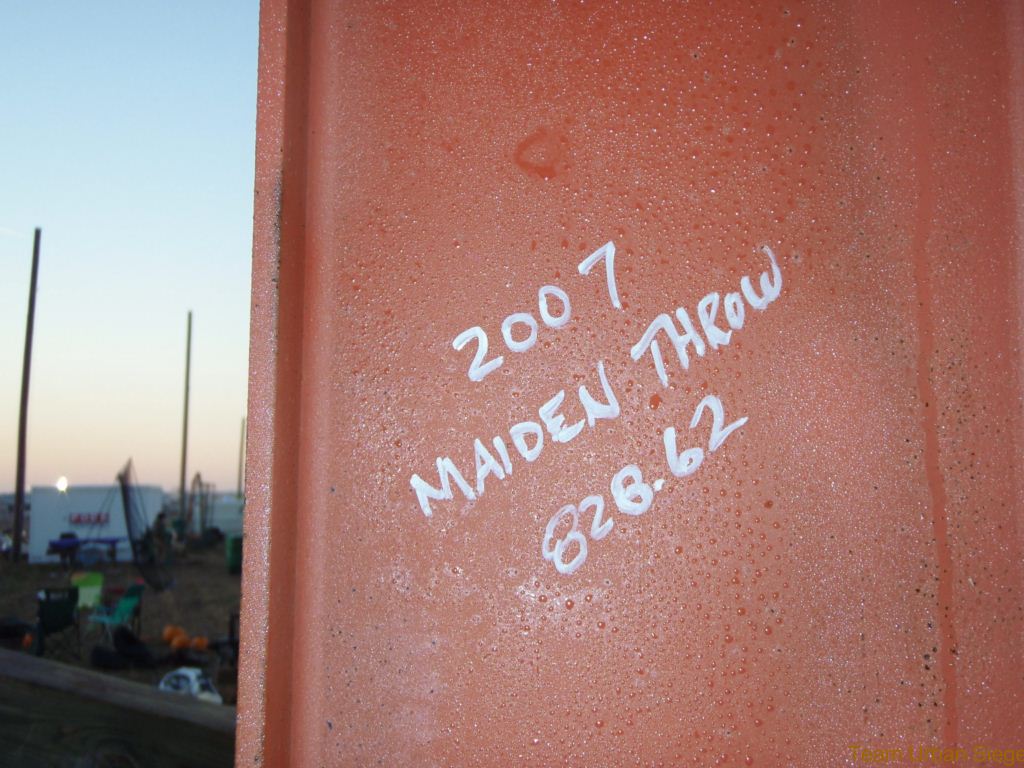 2007
MAIDEN THROW
828.62
Team Urban Siege